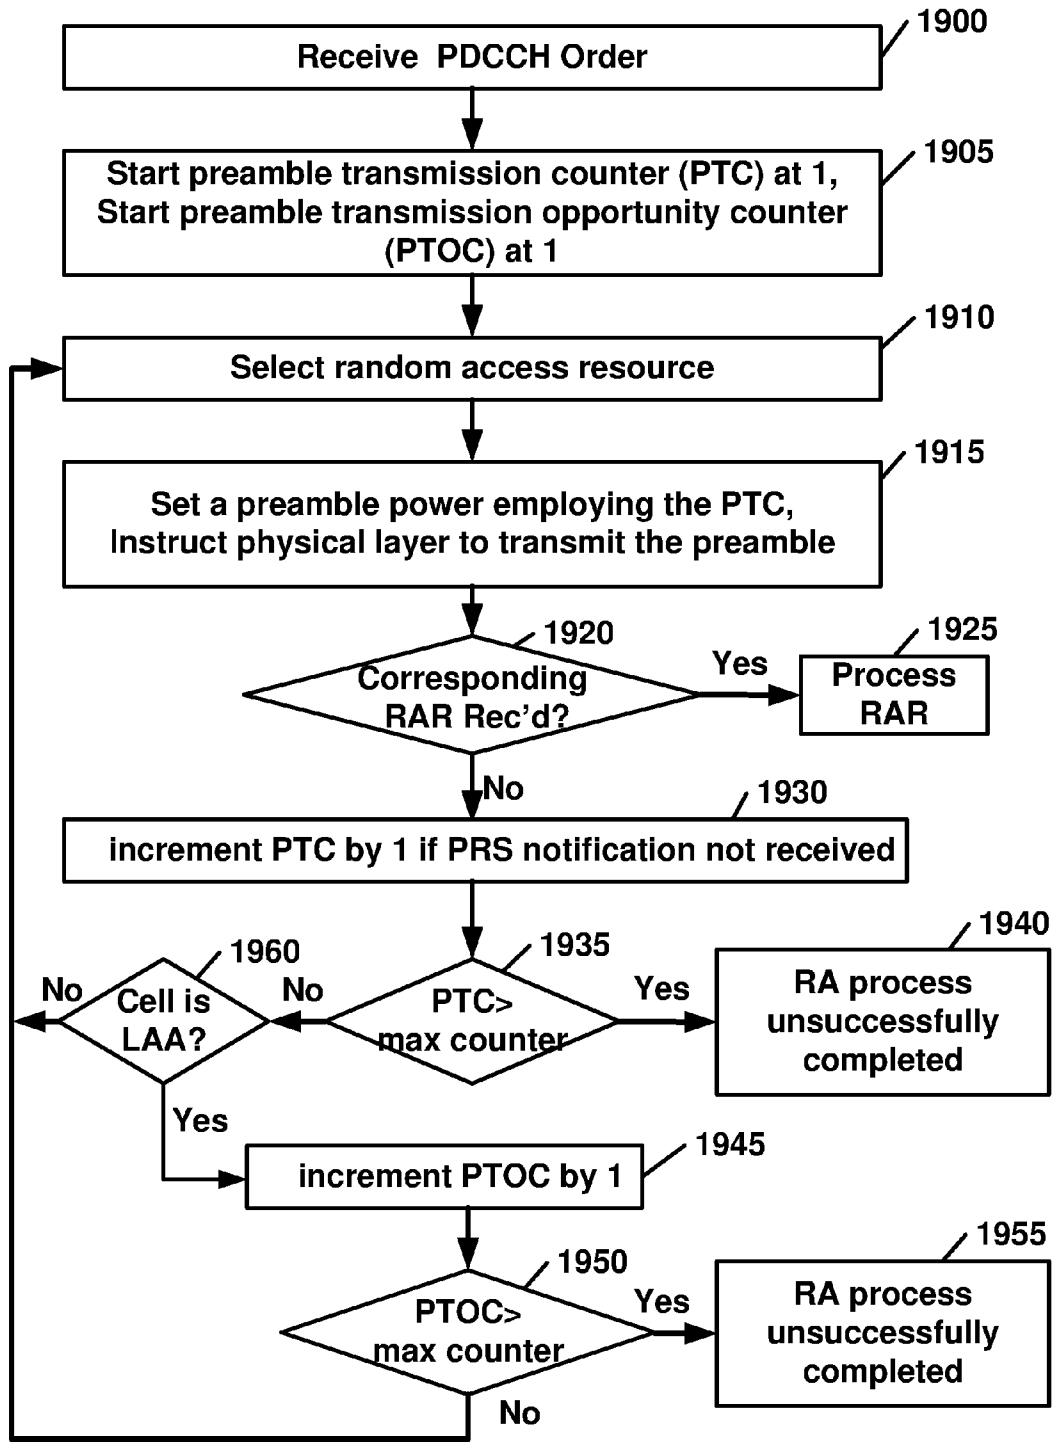 1900
Receive PDCCH Order
1905
Start preamble transmission counter (PTC) at 1,
Start preamble transmission opportunity counter
(PTOC) at 1
1910
Select random access resource
1915
Set a preamble power employing the PTC,
Instruct physical layer to transmit the preamble
1920
Corresponding
RAR Rec'd?
Yes
1925
Process
RAR
No
1930
increment PTC by 1 if PRS notification not received
1935
PTC>
max counter
Yes
1940
RA process
unsuccessfully
completed
No
1960
Cell is
LAA?
No
Yes
1945
increment PTOC by 1
1950
PTOC>
max counter
Yes
1955
RA process
unsuccessfully
completed
No